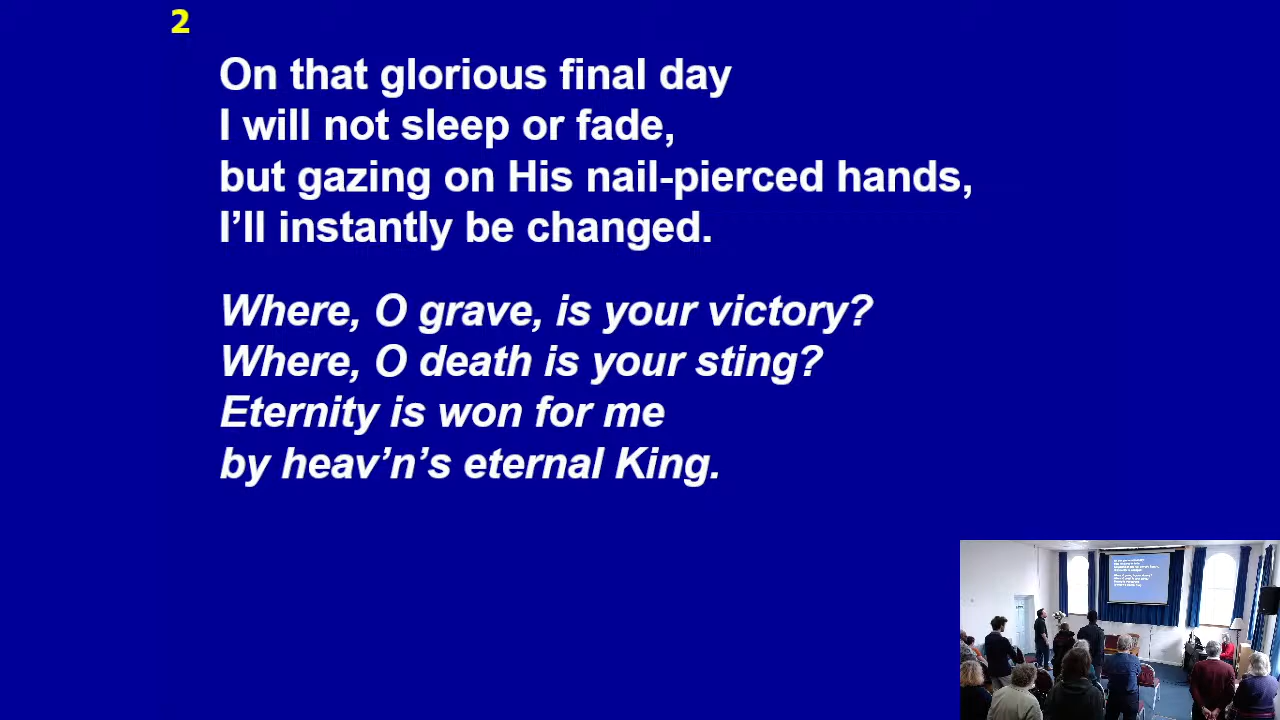 2
On that glorious final day
I will not sleep or fade,
but gazing on His nail-pierced hands,
I’ll instantly be changed.
Where, O grave, is your victory?
Where, O death is your sting?
Eternity is won for me
by heav’n’s eternal King.